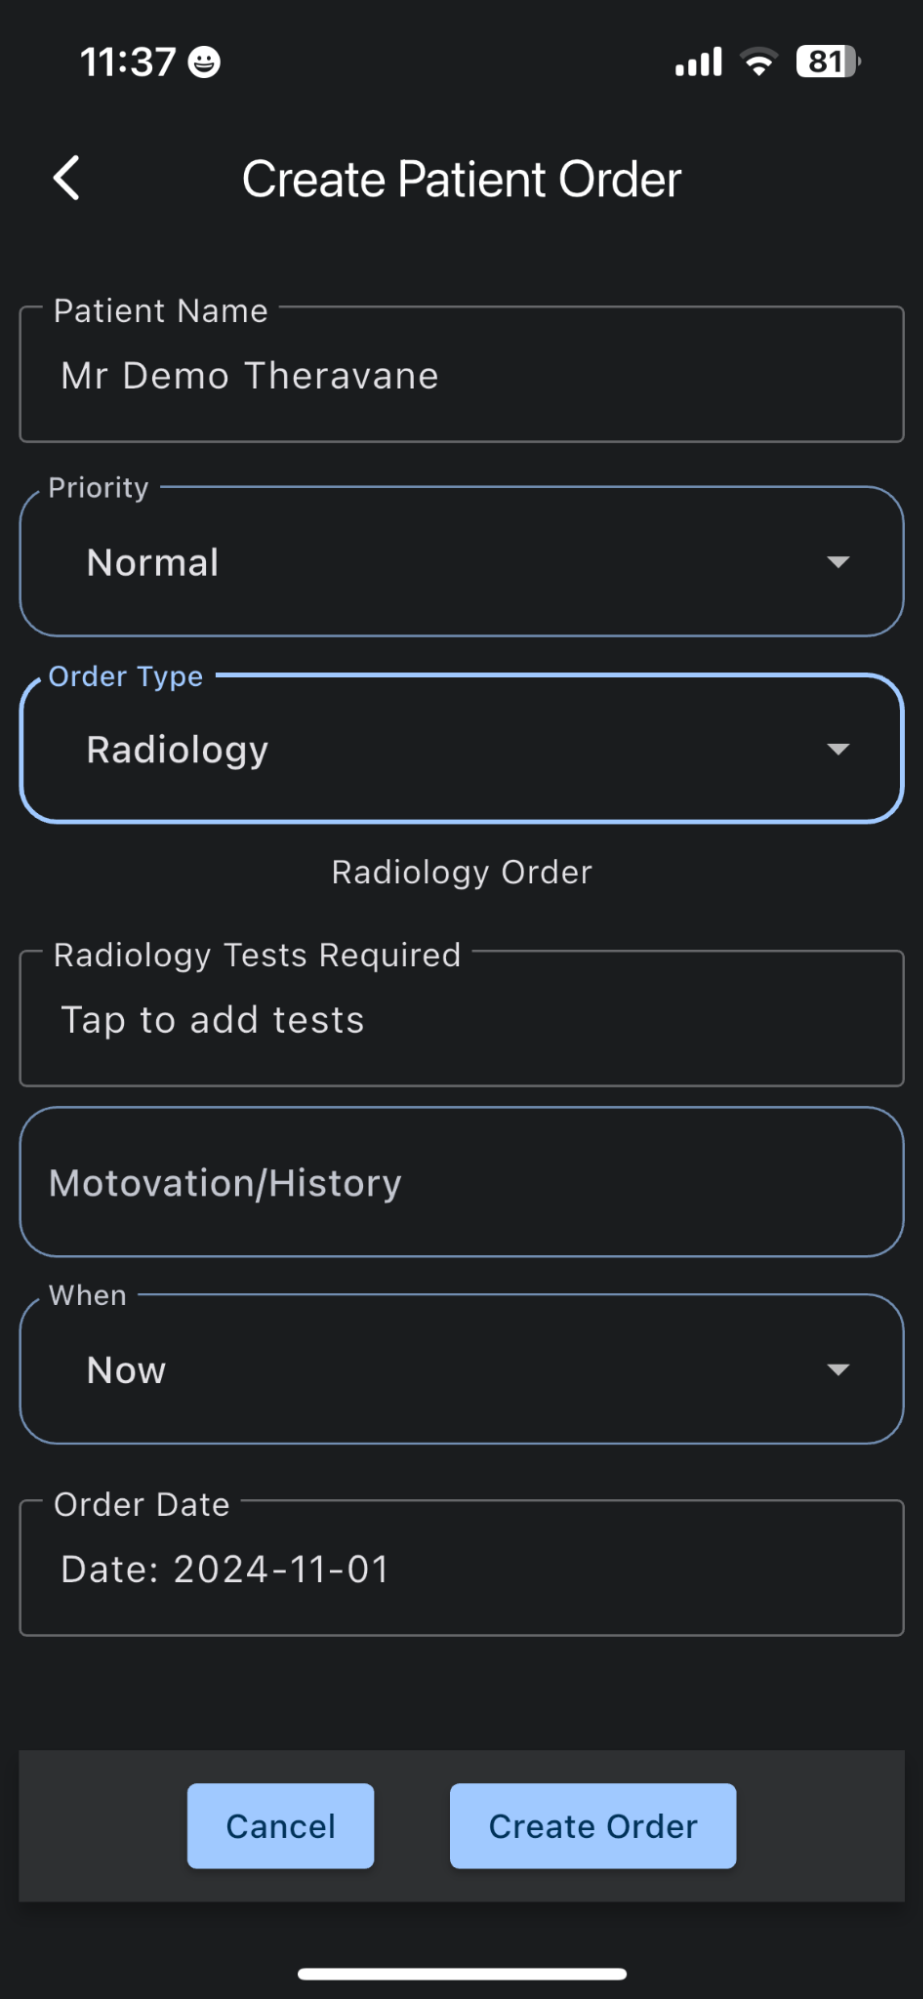 11:37
81
Create Patient Order
Patient Name
Mr Demo Theravane
Priority
Normal
Order Type
Radiology
Radiology Order
Radiology Tests Required
Tap to add tests
Motovation/History
When
Now
Order Date
Date: 2024-11-01
Cancel
Create Order